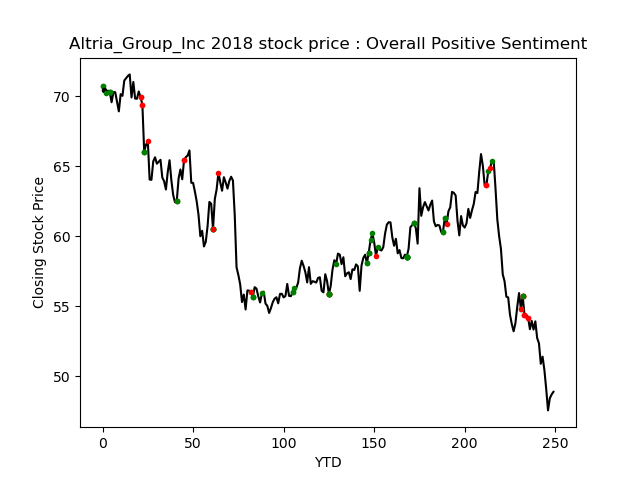 Altria_Group_Inc 2018 stock price : Overall Positive Sentiment
Closing Stock Price
70
65
60
55
50
0 50 100 150 200 250
YTD